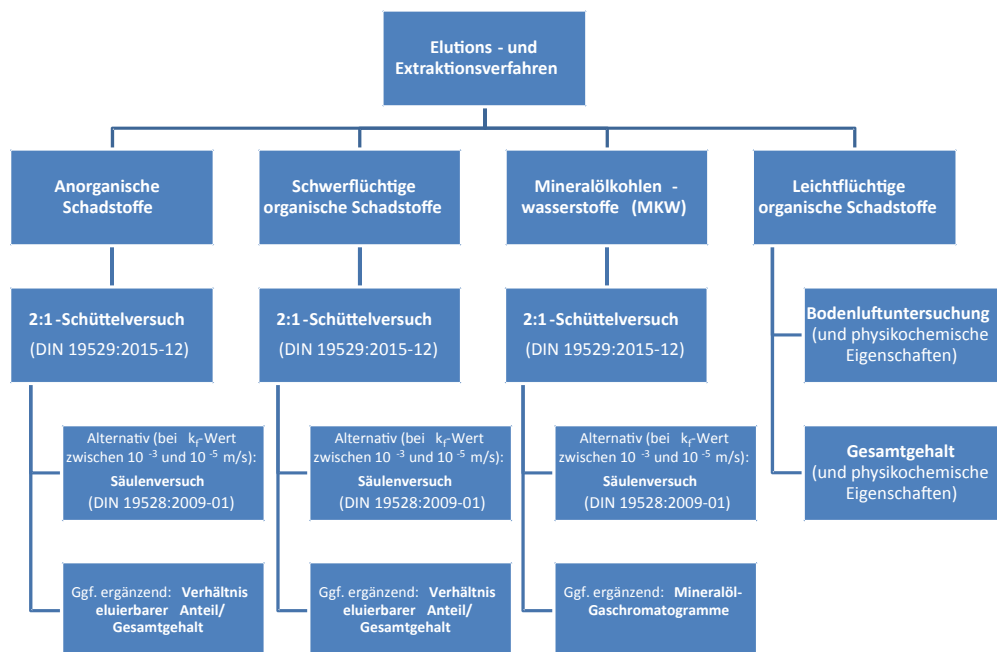 Elutions - und
Extraktionsverfahren
Anorganische
Schadstoffe
Schwerflüchtige
organische Schadstoffe
Mineralölkohlen -
wasserstoffe (MKW)
Leichtflüchtige
organische Schadstoffe
2:1 -Schüttelversuch
(DIN 19529:2015-12)
2:1 -Schüttelversuch
(DIN 19529:2015-12)
2:1 -Schüttelversuch
(DIN 19529:2015-12)
Bodenluftuntersuchung
(und physikochemische
Eigenschaften)
Alternativ (bei kf-Wert
zwischen 10 -3 und 10 -5 m/s):
Säulenversuch
(DIN 19528:2009-01)
Alternativ (bei kf-Wert
zwischen 10 -3 und 10 -5 m/s):
Säulenversuch
(DIN 19528:2009-01)
Alternativ (bei kf-Wert
zwischen 10 -3 und 10 -5 m/s):
Säulenversuch
(DIN 19528:2009-01)
Gesamtgehalt
(und physikochemische
Eigenschaften)
Ggf. ergänzend: Verhältnis
eluierbarer Anteil/
Gesamtgehalt
Ggf. ergänzend: Verhältnis
eluierbarer Anteil/
Gesamtgehalt
Ggf. ergänzend: Mineralöl-
Gaschromatogramme